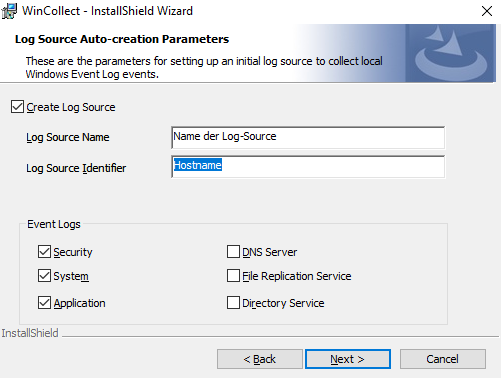 WinCollect - InstallShield Wizard
Log Source Auto-creation Parameters
These are the parameters for setting up an initial log source to collect local
Windows Event Log events.
Create Log Source
Log Source Name
Name der Log-Source
Log Source Identifier
Hostname
Event Logs
Security
DNS Server
System
File Replication Service
Application
Directory Service
InstallShield
< Back
Next >
Cancel